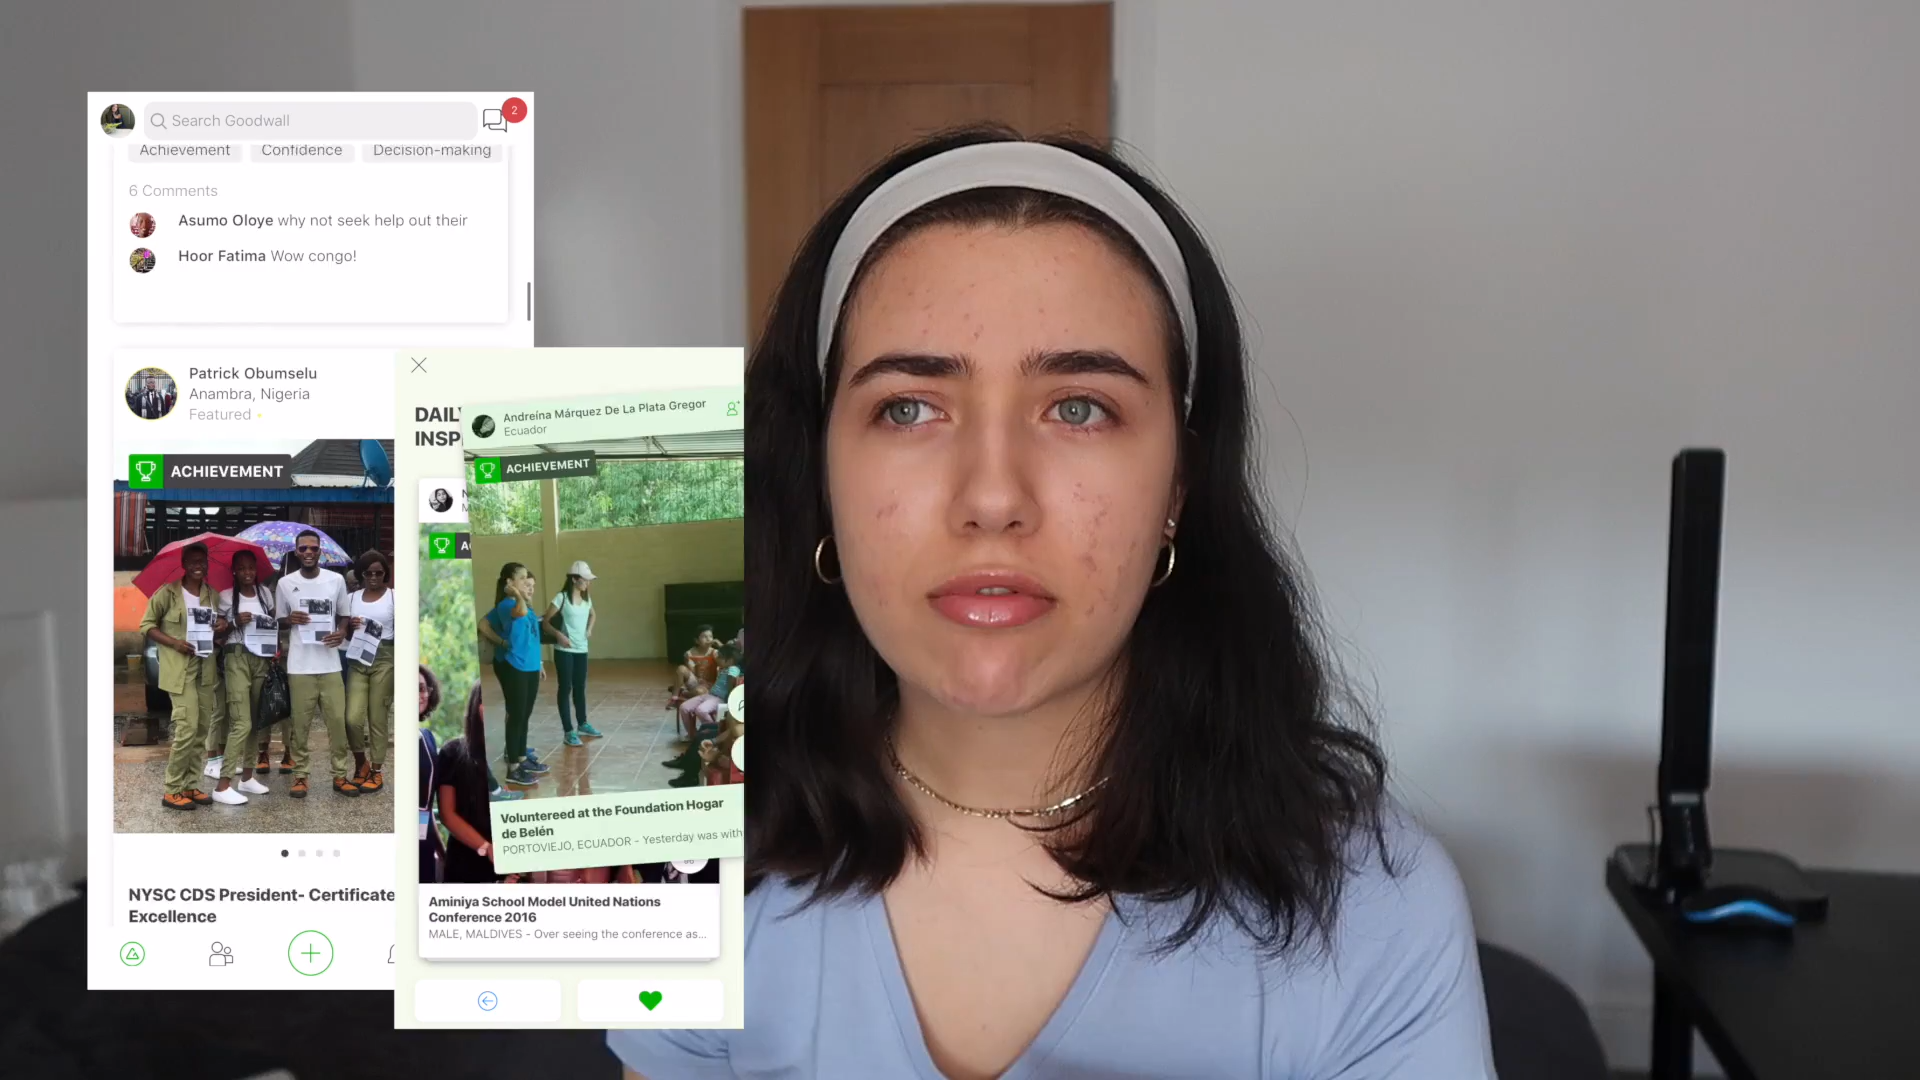 Search Goodwall
2
Achievement
Confidence
Decision-making
6 Comments
Asumo Oloye why not seek help out their
Hoor Fatima Wow congo!
Patrick Obumselu
Anambra, Nigeria
Featured
ACHIEVEMENT
NYSC CDS President- Certificate
Excellence
DAILY
INSP
Andreína Márquez De La Plata Gregor
Ecuador
ACHIEVEMENT
Voluntereed at the Foundation Hogar
de Belén
PORTOVIEJO, ECUADOR - Yesterday was with
Aminiya School Model United Nations
Conference 2016
MALE, MALDIVES - Over seeing the conference as...